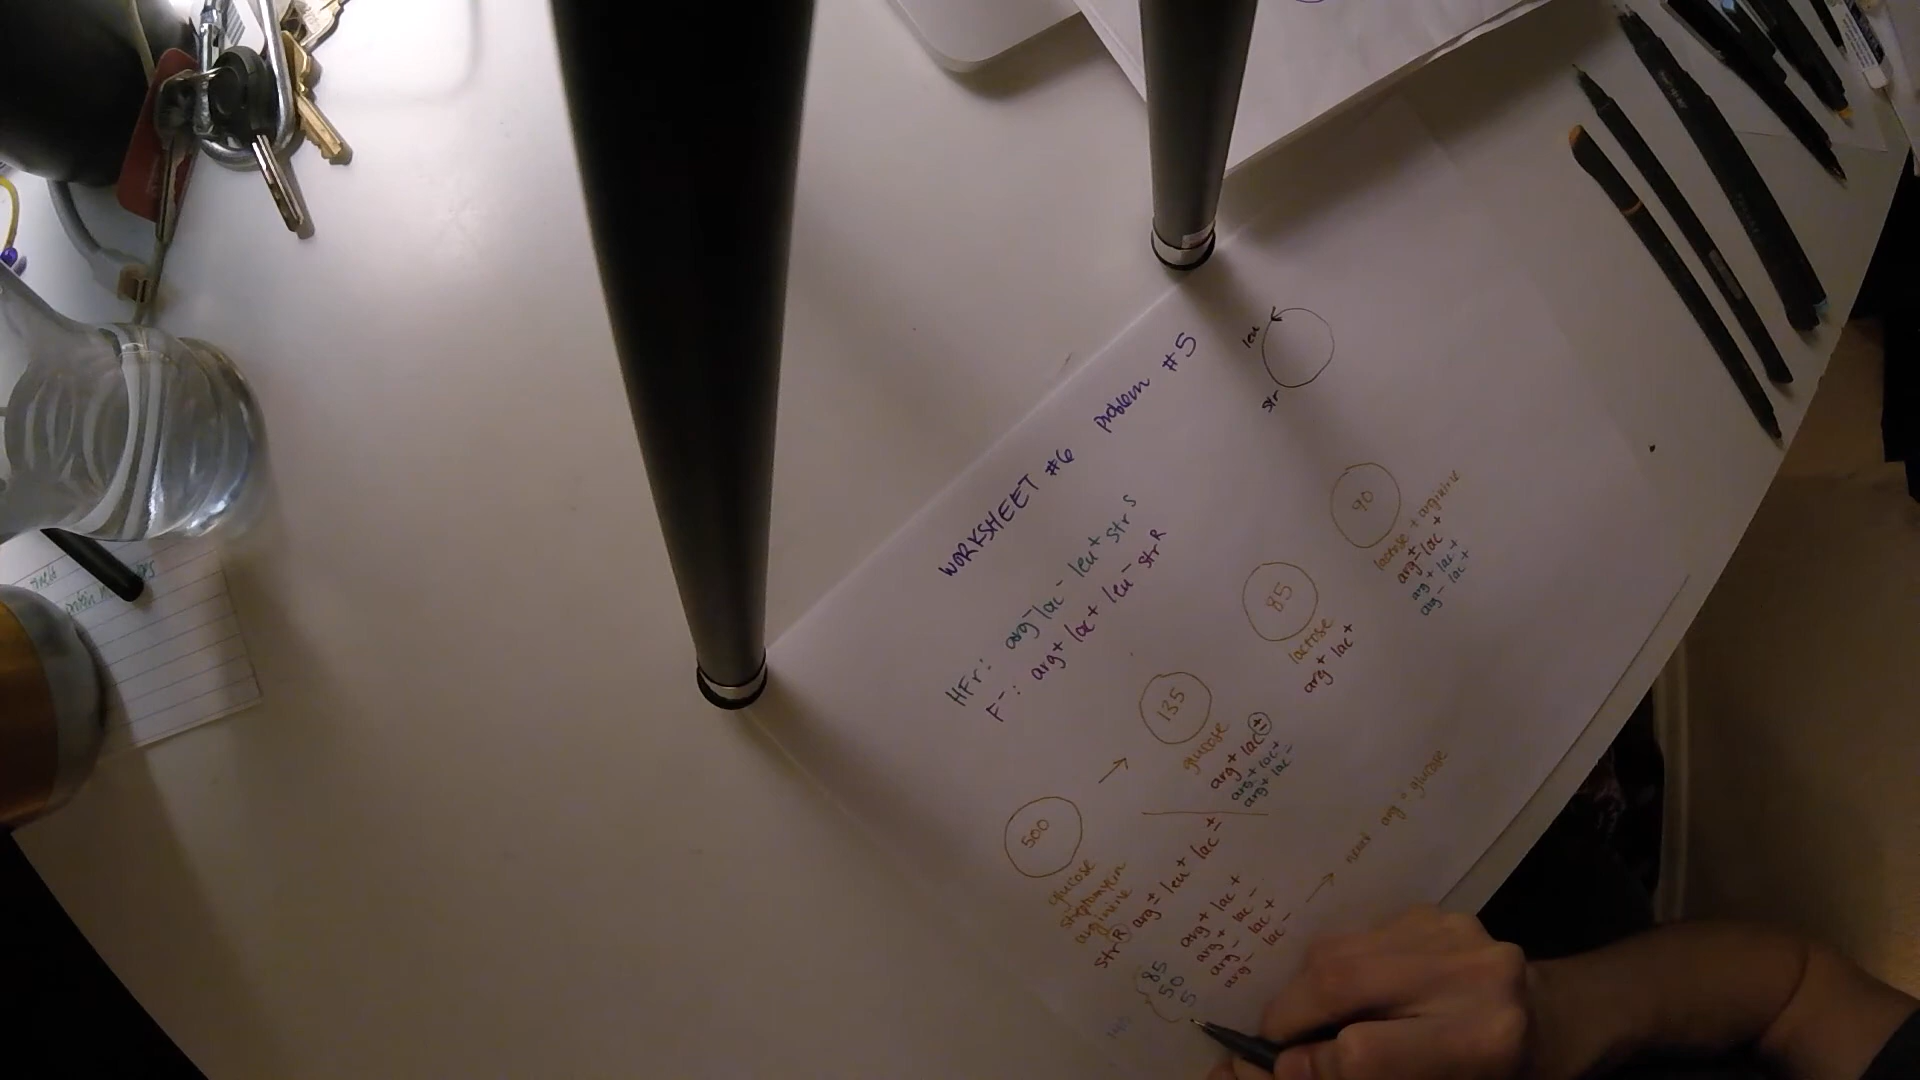 WORKSHEET #6 problem #5
HFr: arg- lac- leu+ str S
F-: arg+ lac+ leu- str R
leu
str
500
glucose
streptomycin
arginine
str R arg± leu+ lac±
→
135
glucose
arg+ lac±
arg+ lac+
arg+ lac-
85
lactose
arg+ lac+
90
lactose + arginine
arg± lac+
arg+ lac+
arg- lac+
85 arg+ lac+
50 arg+ lac-
5 arg- lac+
arg- lac-
→ need arg + glucose